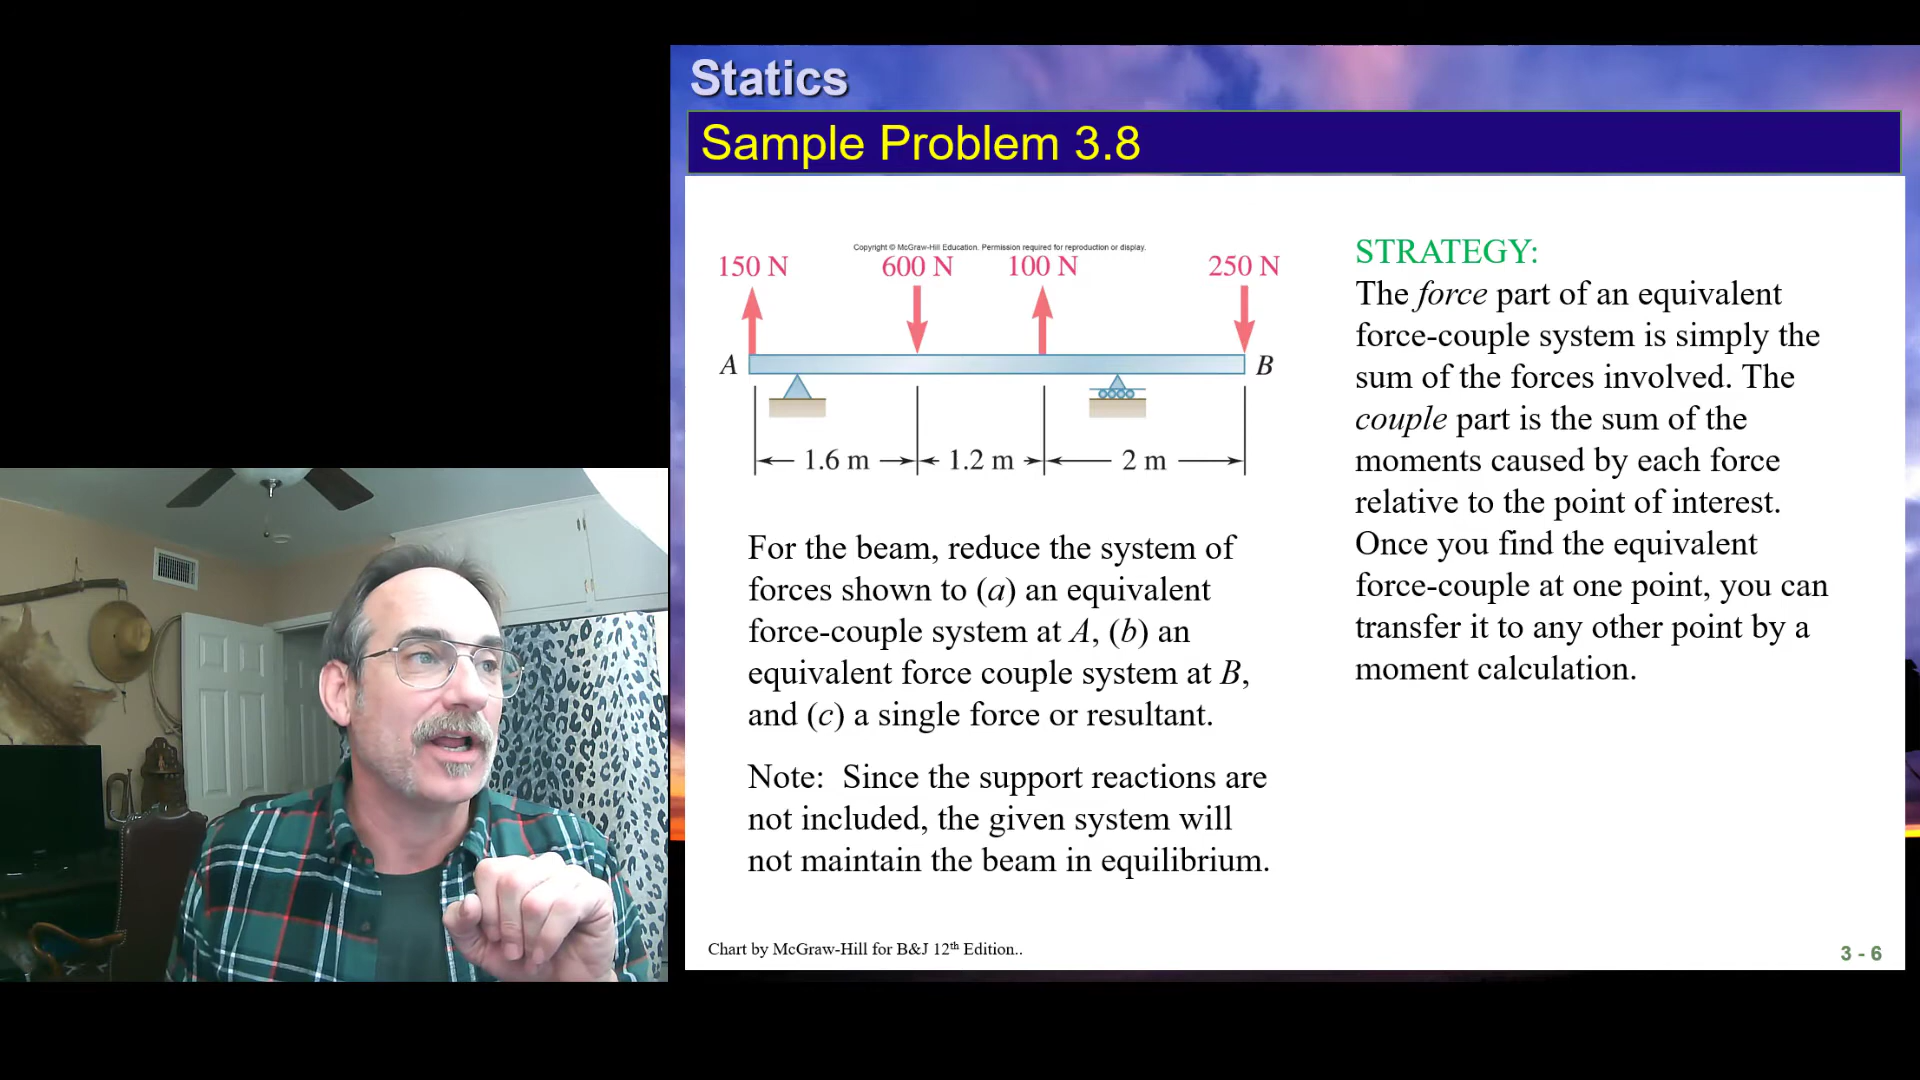 Statics
Sample Problem 3.8
Copyright © McGraw-Hill Education. Permission required for reproduction or display.
150 N 600 N 100 N 250 N
A B
1.6 m 1.2 m 2 m
For the beam, reduce the system of
forces shown to (a) an equivalent
force-couple system at A, (b) an
equivalent force couple system at B,
and (c) a single force or resultant.
Note: Since the support reactions are
not included, the given system will
not maintain the beam in equilibrium.
STRATEGY:
The force part of an equivalent
force-couple system is simply the
sum of the forces involved. The
couple part is the sum of the
moments caused by each force
relative to the point of interest.
Once you find the equivalent
force-couple at one point, you can
transfer it to any other point by a
moment calculation.
Chart by McGraw-Hill for B&J 12th Edition..
3 - 6